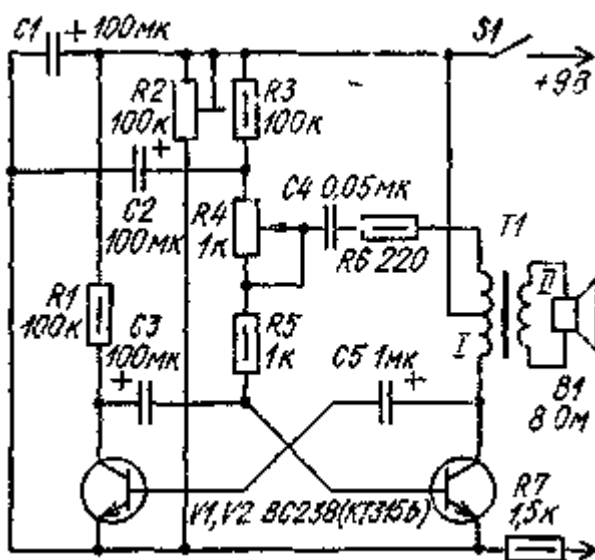 C1
+
100мк
S1
+9В
R2
100к
R3
100к
+
C2
100мк
C4 0,05мк
R4
1к
T1
R6 220
R1
100к
C3
100мк
+
R5
1к
C5 1мк
+
I
II
B1
8 Ом
V1, V2 BC238(КТ315Б)
R7
1,5к